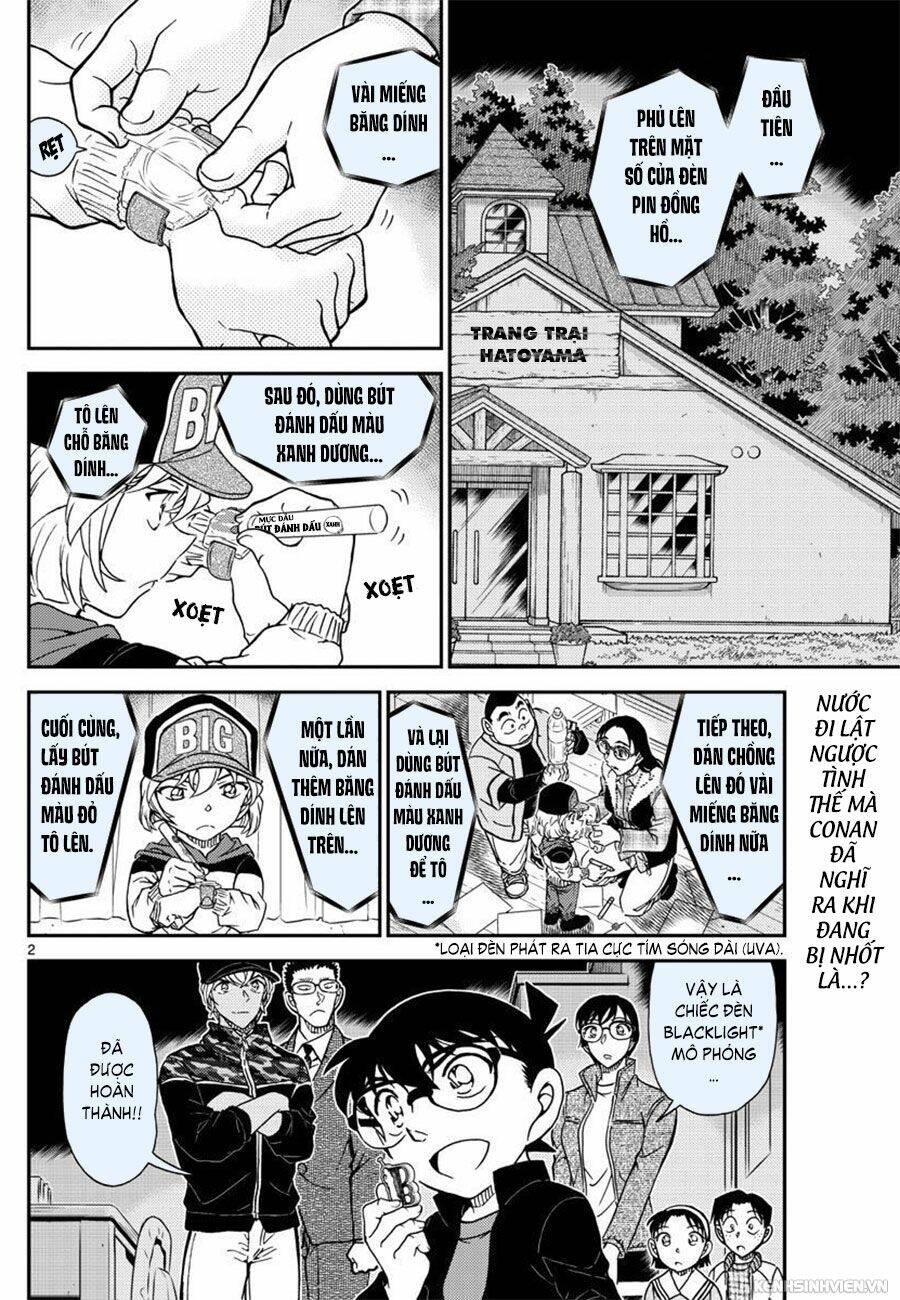 ĐẦU
TIÊN
...
PHỦ LÊN
TRÊN MẶT
SỐ CỦA ĐÈN
PIN ĐỒNG
HỒ...
TRANG TRẠI
HATOYAMA
VÀI MIẾNG
BĂNG DÍNH
...
RẸT
SAU ĐÓ, DÙNG BÚT
ĐÁNH DẤU MÀU
XANH DƯƠNG...
TÔ LÊN
CHỖ BĂNG
DÍNH...
BI
MỰC DẦU
BÚT ĐÁNH DẤU
XANH
XOẸT
XOẸT
NƯỚC
ĐI LẬT
NGƯỢC
TÌNH
THẾ MÀ
CONAN
ĐÃ
NGHĨ
RA KHI
ĐANG
BỊ NHỐT
LÀ...?
TIẾP THEO,
DÁN CHỒNG
LÊN ĐÓ VÀI
MIẾNG BĂNG
DÍNH NỮA
...
VÀ LẠI
DÙNG BÚT
ĐÁNH DẤU
MÀU XANH
DƯƠNG
ĐỂ TÔ
...
MỘT LẦN
NỮA, DÁN
THÊM BĂNG
DÍNH LÊN
TRÊN...
CUỐI CÙNG,
LẤY BÚT
ĐÁNH DẤU
MÀU ĐỎ
TÔ LÊN.
BIG
2
*LOẠI ĐÈN PHÁT RA TIA CỰC TÍM SÓNG DÀI (UVA).
VẬY LÀ
CHIẾC ĐÈN
BLACKLIGHT*
MÔ PHỎNG
...
ĐÃ
ĐƯỢC
HOÀN
THÀNH!!
KENHSINHVIEN.VN